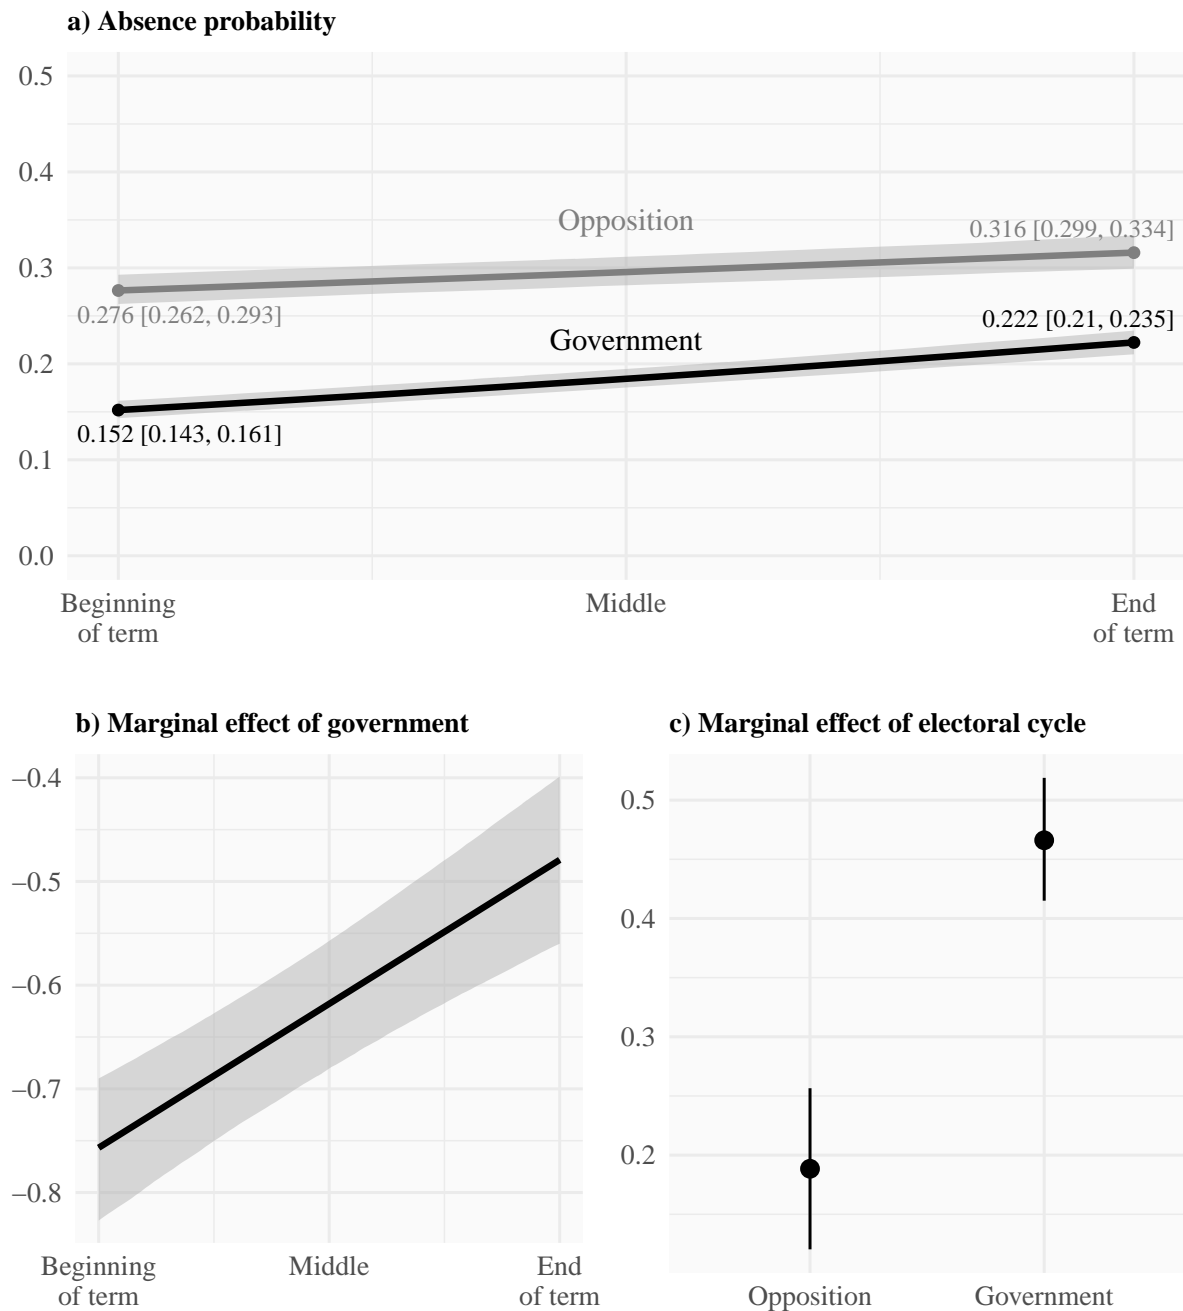 a) Absence probability
0.5
0.4
0.3
0.2
0.1
0.0
Opposition
0.316 [0.299, 0.334]
0.276 [0.262, 0.293]
Government
0.222 [0.21, 0.235]
0.152 [0.143, 0.161]
Beginning
of term
Middle
End
of term
b) Marginal effect of government
−0.4
−0.5
−0.6
−0.7
−0.8
Beginning
of term
Middle
End
of term
c) Marginal effect of electoral cycle
0.5
0.4
0.3
0.2
Opposition
Government